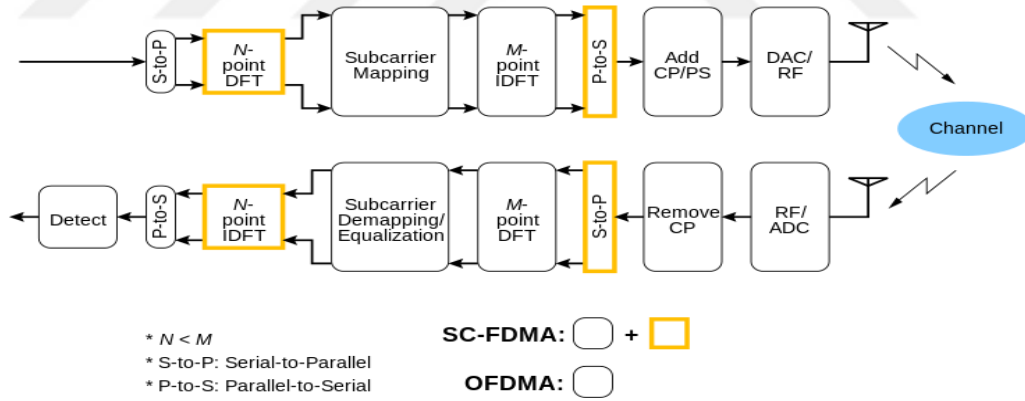 S-to-P
N-
point
DFT
Subcarrier
Mapping
M-
point
IDFT
P-to-S
Add
CP/PS
DAC/
RF
Channel
Detect
P-to-S
N-
point
IDFT
Subcarrier
Demapping/
Equalization
M-
point
DFT
S-to-P
Remove
CP
RF/
ADC
* N < M
* S-to-P: Serial-to-Parallel
* P-to-S: Parallel-to-Serial
SC-FDMA: +
OFDMA: